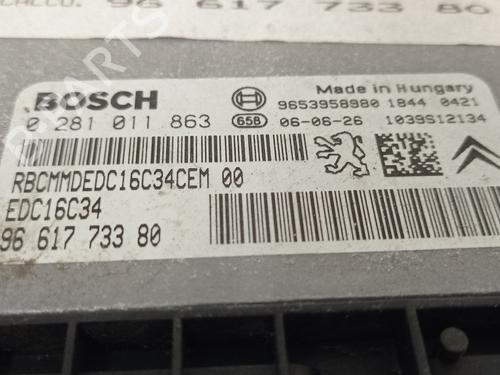 CALCU. 96 617 733 80
BOSCH
Made in Hungary
9653958980 1844 0421
0 281 011 863 658 06-06-26 1039S12134
RBCMMDEDC16C34CEM 00
EDC16C34
96 617 733 80